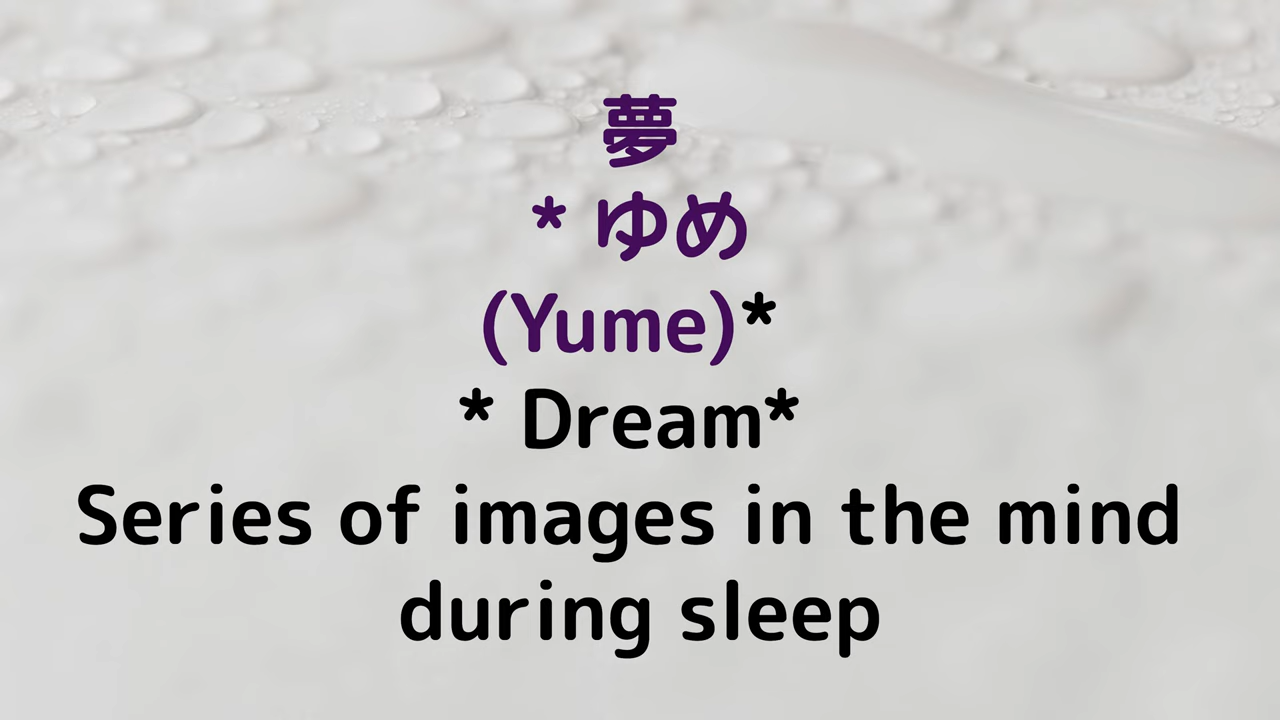 夢
* ゆめ
(Yume)*
* Dream*
Series of images in the mind
during sleep